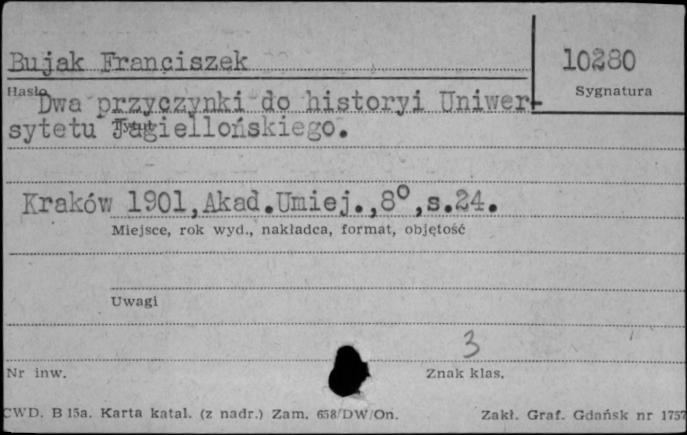 Bujak Franciszek
10280
Hasło
Sygnatura
Dwa przyczynki do historyi Uniwer-
sytetu Jagiellońskiego.
Kraków 1901,Akad.Umiej.,8°,s.24.
Miejsce, rok wyd., nakładca, format, objętość
Uwagi
3
Nr inw.
Znak klas.
CWD. B 15a. Karta katal. (z nadr.) Zam. 658/DW/On.
Zakł. Graf. Gdańsk nr 1757